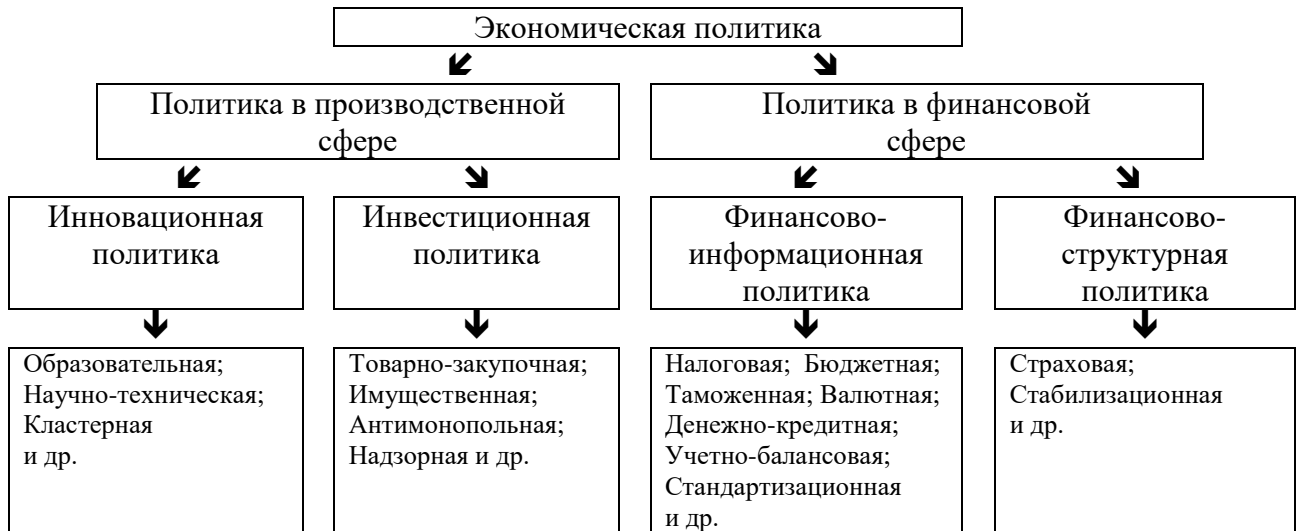 Экономическая политика
Политика в производственной
сфере
Политика в финансовой
сфере
Инновационная
политика
Инвестиционная
политика
Финансово-
информационная
политика
Финансово-
структурная
политика
Образовательная;
Научно-техническая;
Кластерная
и др.
Товарно-закупочная;
Имущественная;
Антимонопольная;
Надзорная и др.
Налоговая; Бюджетная;
Таможенная; Валютная;
Денежно-кредитная;
Учетно-балансовая;
Стандартизационная
и др.
Страховая;
Стабилизационная
и др.